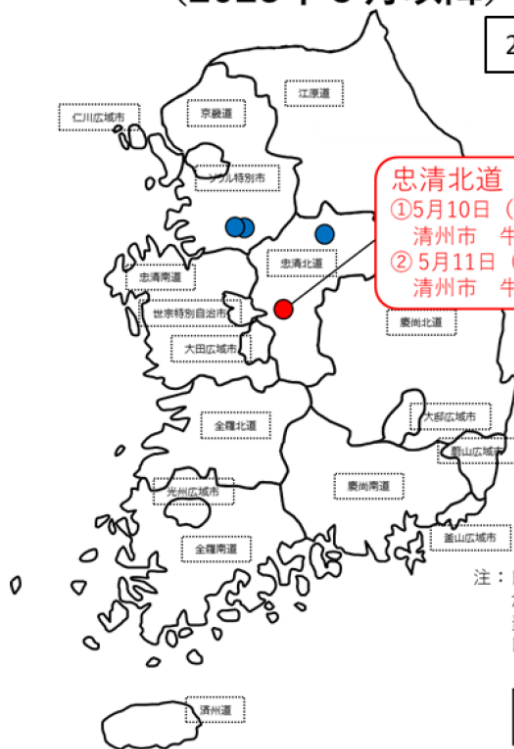 2
江原道
京畿道
仁川広域市
ソウル特別市
忠清北道
①5月10日（
清州市 牛
② 5月11日（
清州市 牛
忠清北道
忠清南道
世宗特別自治市
慶尚北道
大田広域市
大邱広域市
全羅北道
蔚山広域市
慶尚南道
光州広域市
釜山広域市
全羅南道
注：
済州道